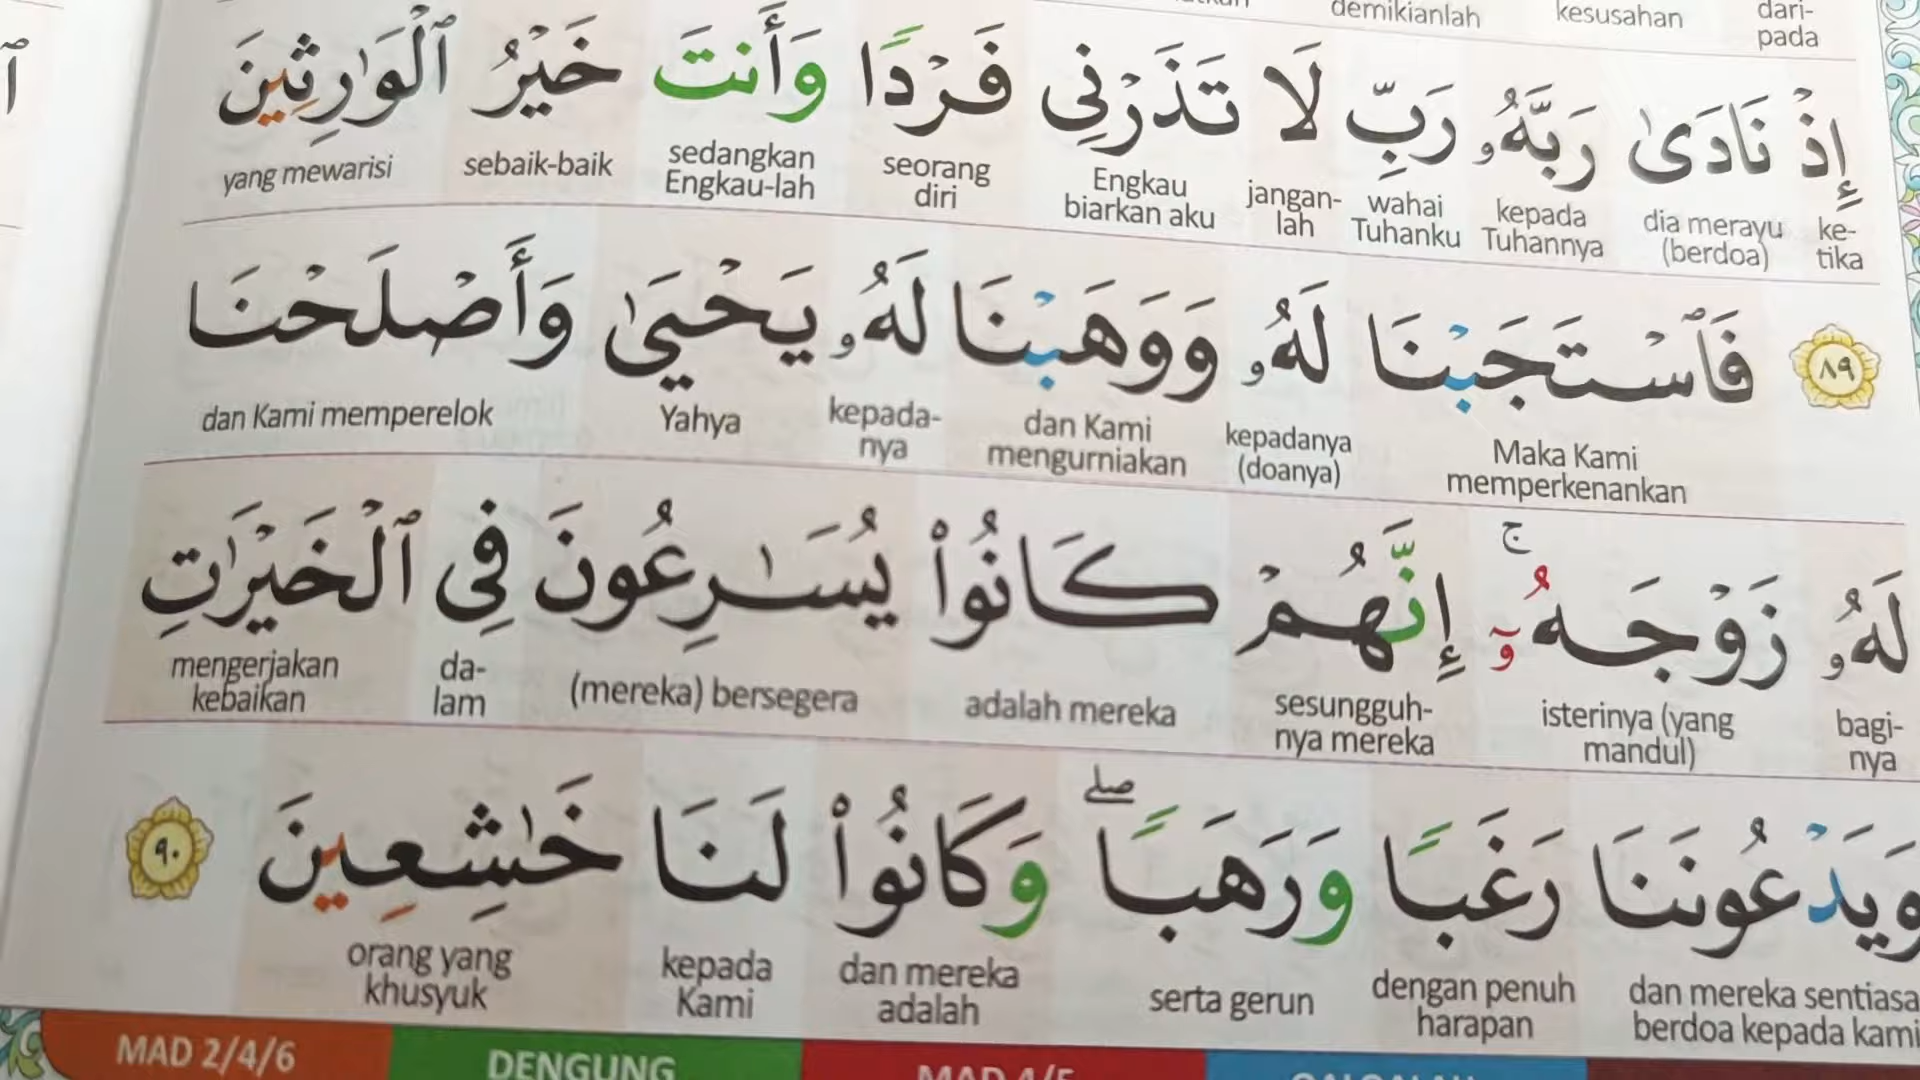 demikianlah kesusahan dari-
pada
إِذْ نَادَىٰ رَبَّهُۥ رَبِّ لَا تَذَرْنِى فَرْدًا وَأَنتَ خَيْرُ ٱلْوَٰرِثِينَ
ke-
tika
dia merayu
(berdoa)
kepada
Tuhannya
wahai
Tuhanku
jangan-
lah
Engkau
biarkan aku
seorang
diri
sedangkan
Engkau-lah
sebaik-baik
yang mewarisi
٨٩ فَٱسْتَجَبْنَا لَهُۥ وَوَهَبْنَا لَهُۥ يَحْيَىٰ وَأَصْلَحْنَا
Maka Kami
memperkenankan
kepadanya
(doanya)
dan Kami
mengurniakan
kepada-
nya
Yahya
dan Kami memperelok
لَهُۥ زَوْجَهُۥٓ ۚ إِنَّهُمْ كَانُوا۟ يُسَـٰرِعُونَ فِى ٱلْخَيْرَٰتِ
bagi-
nya
isterinya (yang
mandul)
sesungguh-
nya mereka
adalah mereka
(mereka) bersegera
da-
lam
mengerjakan
kebaikan
وَيَدْعُونَنَا رَغَبًا وَرَهَبًا ۖ وَكَانُوا۟ لَنَا خَـٰشِعِينَ ٩٠
dan mereka sentiasa
berdoa kepada kami
dengan penuh
harapan
serta gerun
dan mereka
adalah
kepada
Kami
orang yang
khusyuk
MAD 2/4/6 DENGUNG MAD 4/5 QALQALAH